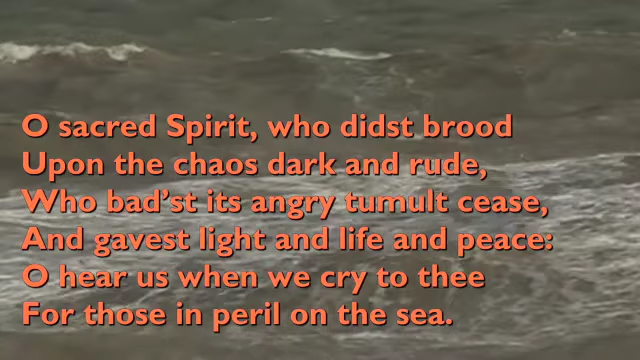 O sacred Spirit, who didst brood
Upon the chaos dark and rude,
Who bad’st its angry tumult cease,
And gavest light and life and peace:
O hear us when we cry to thee
For those in peril on the sea.